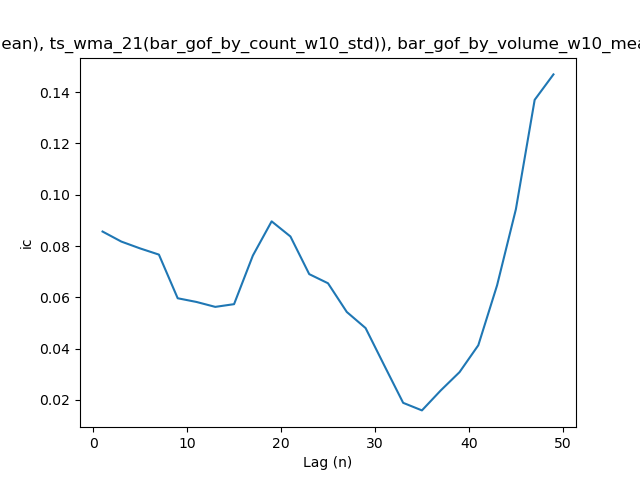 ean), ts_wma_21(bar_gof_by_count_w10_std)), bar_gof_by_volume_w10_mea
0.14
0.12
0.10
0.08
0.06
0.04
0.02
ic
0 10 20 30 40 50
Lag (n)